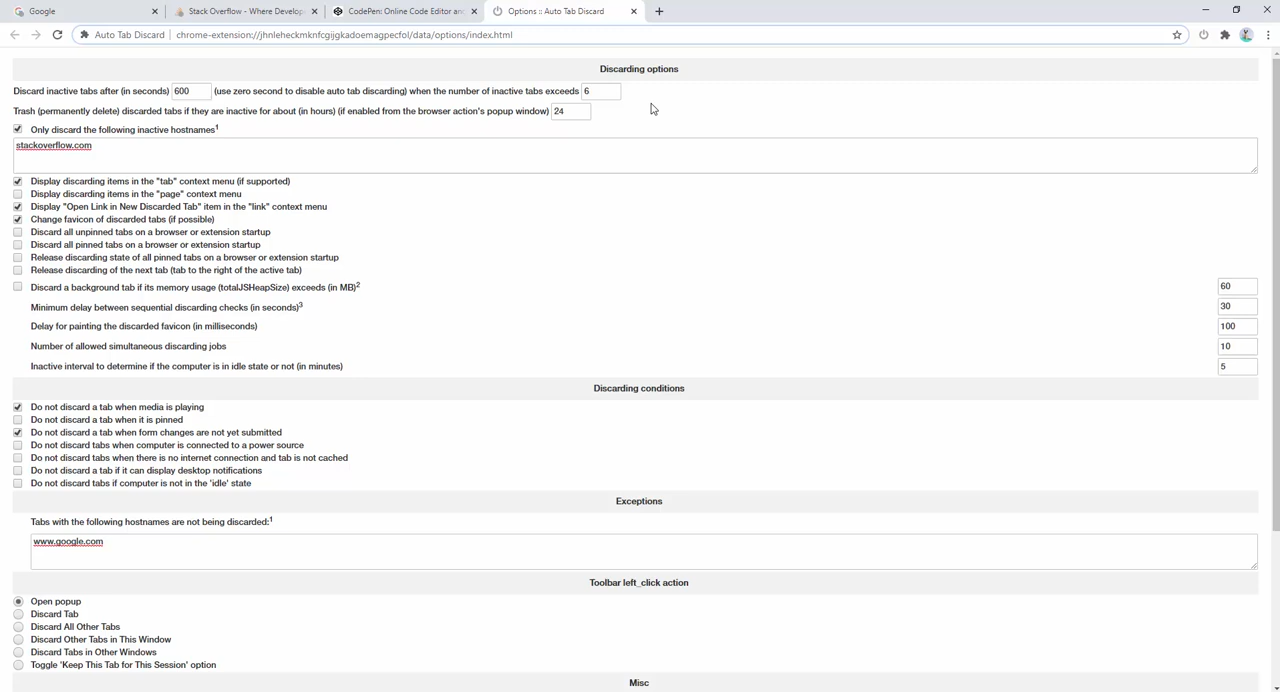 Google
Stack Overflow - Where Develop
CodePen: Online Code Editor an
Options :: Auto Tab Discard
Auto Tab Discard | chrome-extension://jhnleheckmknfcgijgkadoemagpecfol/data/options/index.html
Discarding options
Discard inactive tabs after (in seconds) 600 (use zero second to disable auto tab discarding) when the number of inactive tabs exceeds 6
Trash (permanently delete) discarded tabs if they are inactive for about (in hours) (if enabled from the browser action's popup window) 24
Only discard the following inactive hostnames1
stackoverflow.com
Display discarding items in the "tab" context menu (if supported)
Display discarding items in the "page" context menu
Display "Open Link in New Discarded Tab" item in the "link" context menu
Change favicon of discarded tabs (if possible)
Discard all unpinned tabs on a browser or extension startup
Discard all pinned tabs on a browser or extension startup
Release discarding state of all pinned tabs on a browser or extension startup
Release discarding of the next tab (tab to the right of the active tab)
Discard a background tab if its memory usage (totalJSHeapSize) exceeds (in MB)2 60
Minimum delay between sequential discarding checks (in seconds)3 30
Delay for painting the discarded favicon (in milliseconds) 100
Number of allowed simultaneous discarding jobs 10
Inactive interval to determine if the computer is in idle state or not (in minutes) 5
Discarding conditions
Do not discard a tab when media is playing
Do not discard a tab when it is pinned
Do not discard a tab when form changes are not yet submitted
Do not discard tabs when computer is connected to a power source
Do not discard tabs when there is no internet connection and tab is not cached
Do not discard a tab if it can display desktop notifications
Do not discard tabs if computer is not in the 'idle' state
Exceptions
Tabs with the following hostnames are not being discarded:1
www.google.com
Toolbar left_click action
Open popup
Discard Tab
Discard All Other Tabs
Discard Other Tabs in This Window
Discard Tabs in Other Windows
Toggle 'Keep This Tab for This Session' option
Misc